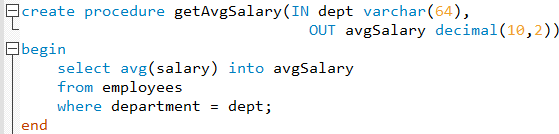 create procedure getAvgSalary(IN dept varchar(64),
                              OUT avgSalary decimal(10,2))
begin
    select avg(salary) into avgSalary
    from employees
    where department = dept;
end